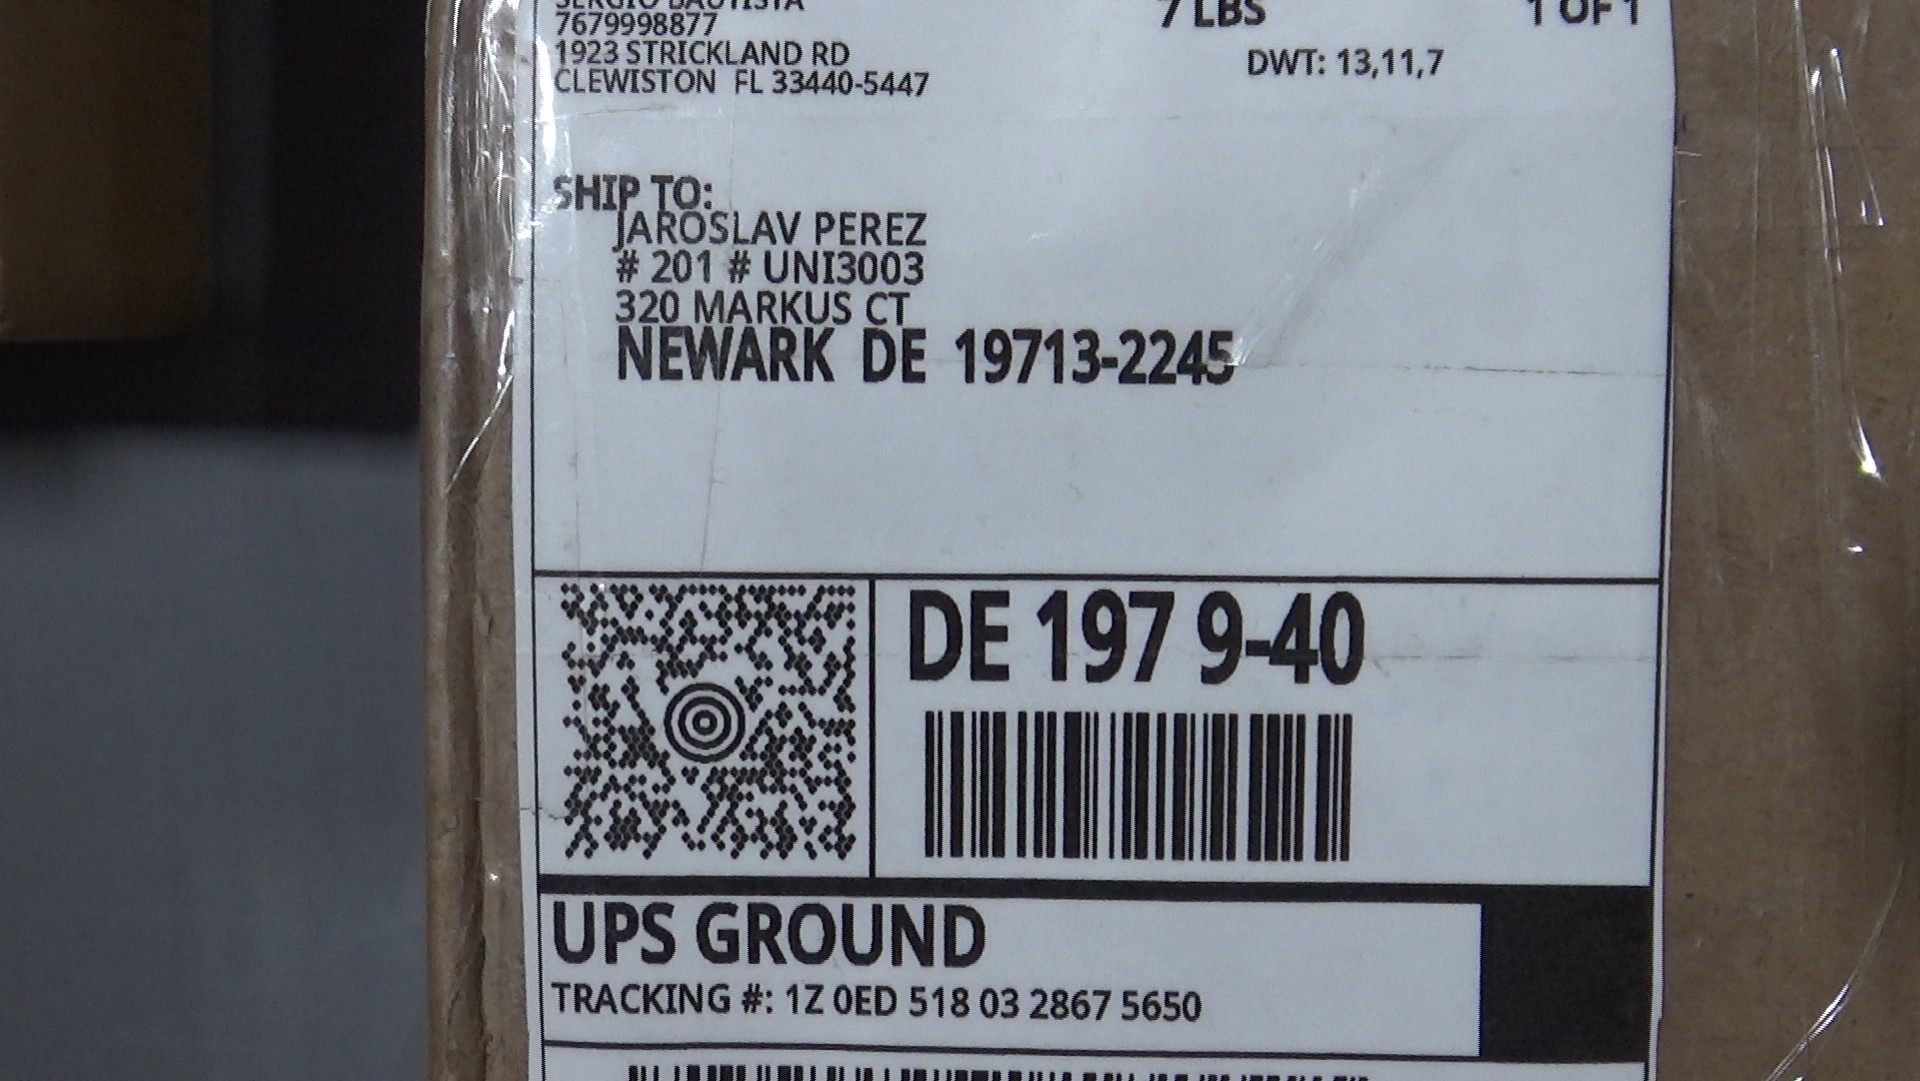 SERGIO BAUTISTA
7679998877
1923 STRICKLAND RD
CLEWISTON FL 33440-5447
7 LBS
1 OF 1
DWT: 13,11,7
SHIP TO:
JAROSLAV PEREZ
# 201 # UNI3003
320 MARKUS CT
NEWARK DE 19713-2245
DE 197 9-40
UPS GROUND
TRACKING #: 1Z 0ED 518 03 2867 5650